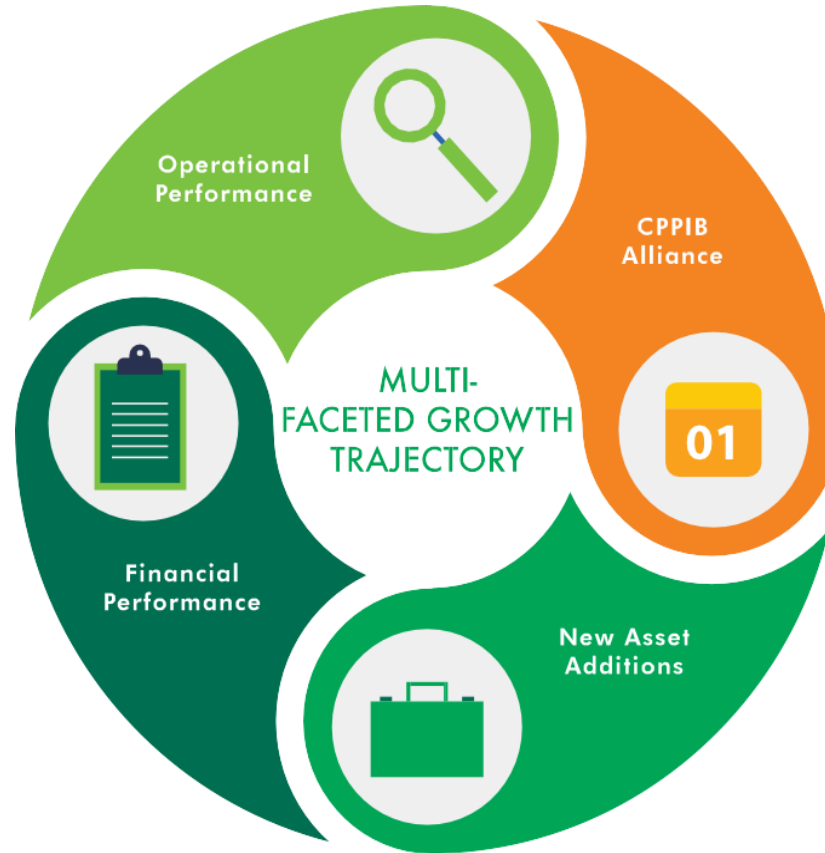 Operational
Performance
CPPIB
Alliance
MULTI-
FACETED GROWTH
TRAJECTORY
01
Financial
Performance
New Asset
Additions